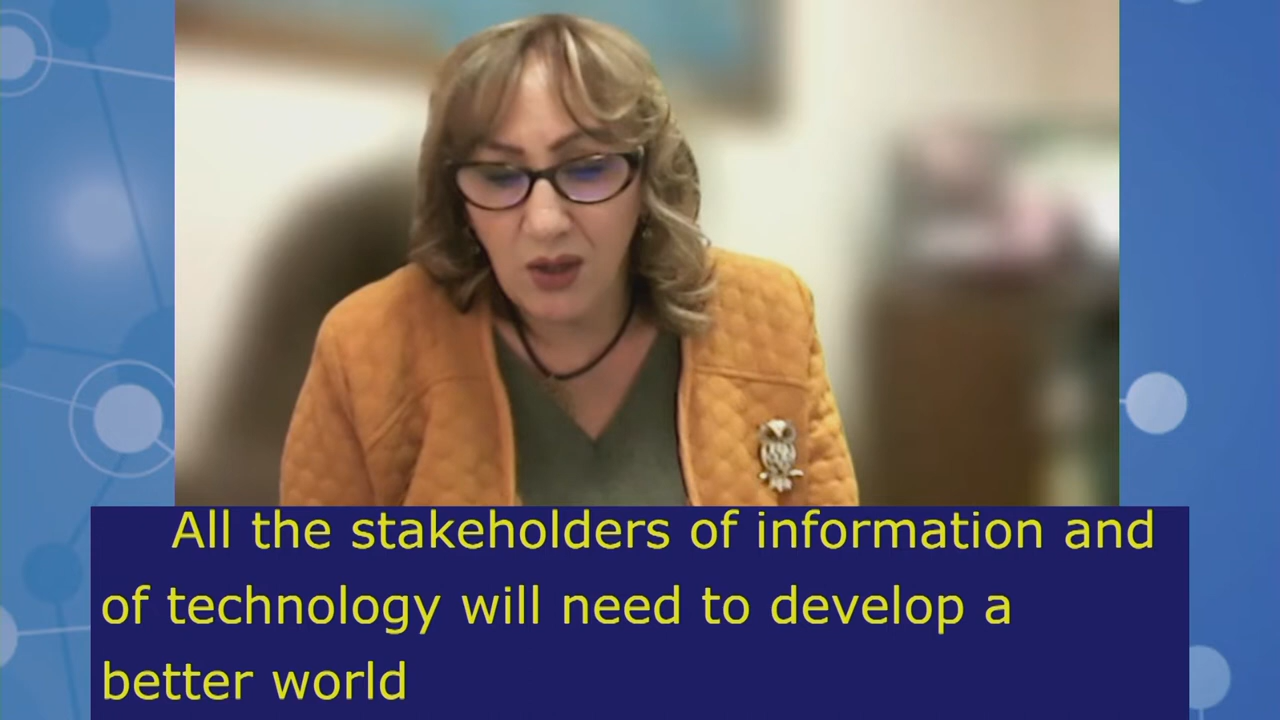 All the stakeholders of information and
of technology will need to develop a
better world